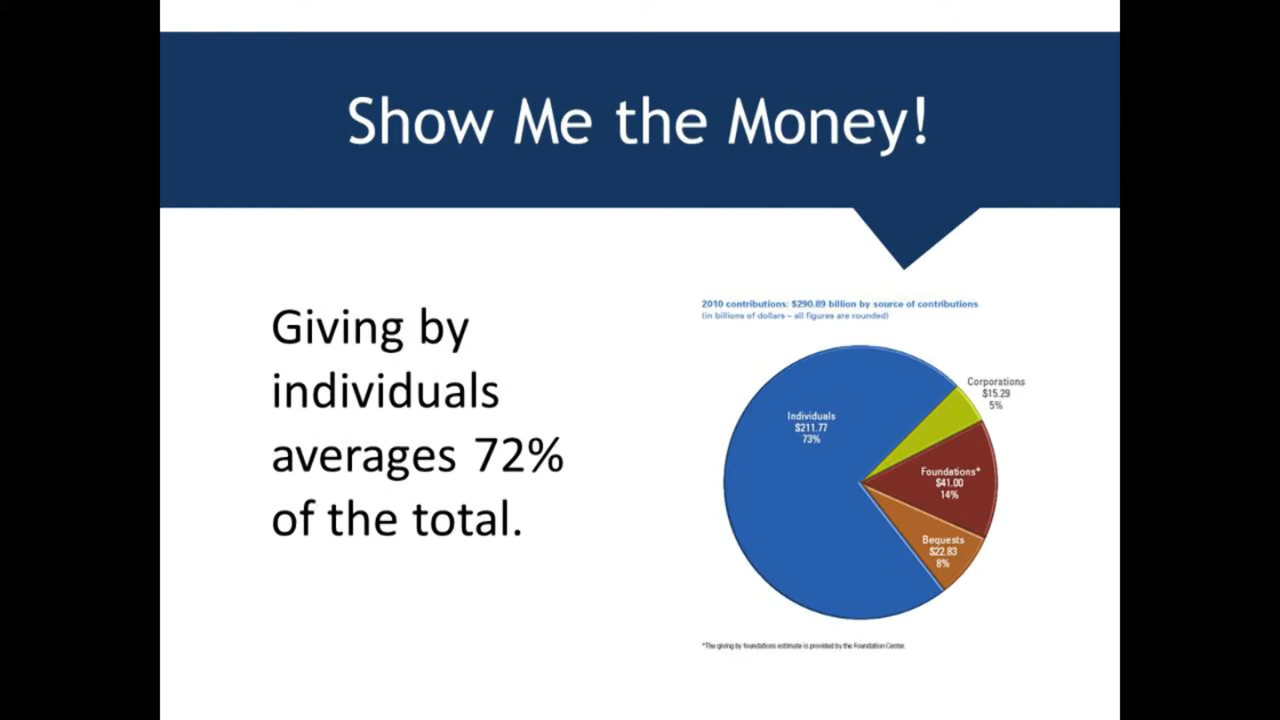 Show Me the Money!
Giving by
individuals
averages 72%
of the total.
2010 contributions: $290.89 billion by source of contributions
(in billions of dollars – all figures are rounded)
Corporations
$15.29
5%
Individuals
$211.77
73%
Foundations*
$41.00
14%
Bequests
$22.83
8%
*The giving by foundations estimate is provided by the Foundation Center.